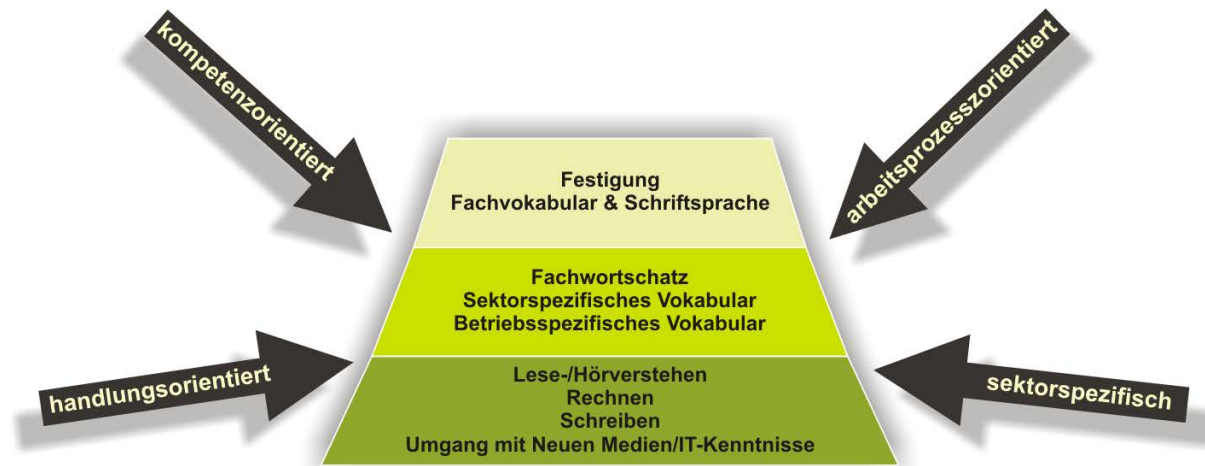 kompetenzorientiert
arbeitsprozesszorientiert
Festigung
Fachvokabular & Schriftsprache
Fachwortschatz
Sektorspezifisches Vokabular
Betriebsspezifisches Vokabular
handlungsorientiert
sektorspezifisch
Lese-/Hörverstehen
Rechnen
Schreiben
Umgang mit Neuen Medien/IT-Kenntnisse